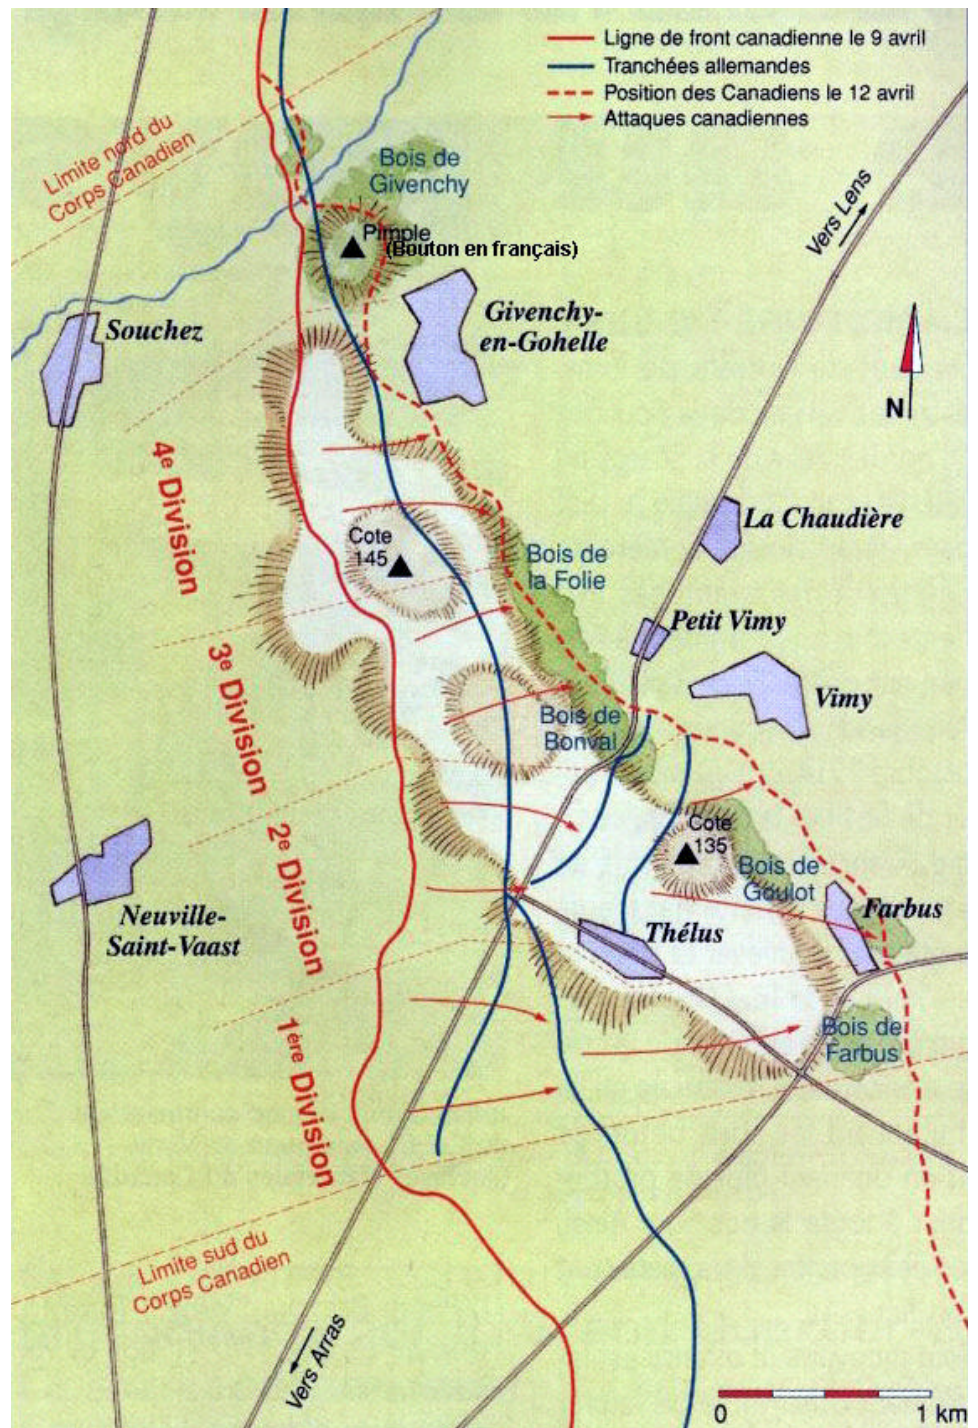 Ligne de front canadienne le 9 avril
Tranchées allemandes
Position des Canadiens le 12 avril
Attaques canadiennes
Limite nord du
Corps Canadien
Bois de
Givenchy
Vers Lens
Pimple
(Bouton en français)
Souchez
Givenchy-
en-Gohelle
N
4e Division
La Chaudière
Cote
145
Bois de
la Folie
Petit Vimy
3e Division
Vimy
Bois de
Bonval
2e Division
Cote
135
Bois de
Goulot
Neuville-
Saint-Vaast
Thélus
Farbus
1ère Division
Bois de
Farbus
Limite sud du
Corps Canadien
Vers Arras
0 1 km